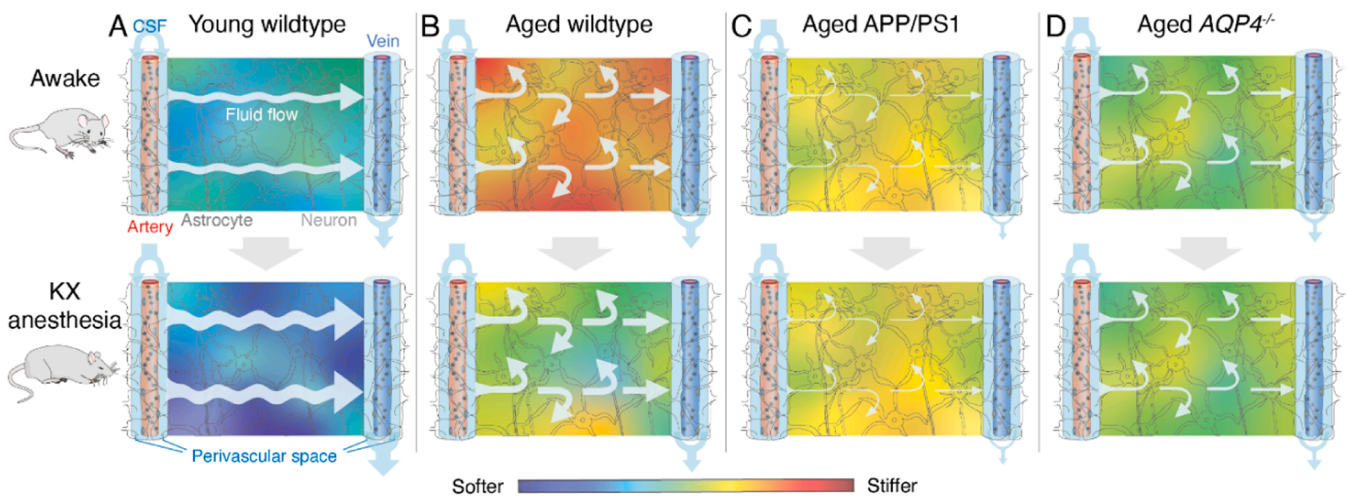 A
CSF
Young wildtype
Vein
B
Aged wildtype
C
Aged APP/PS1
D
Aged AQP4-/-
Awake
Fluid flow
Artery
Astrocyte
Neuron
KX
anesthesia
Perivascular space
Softer
Stiffer